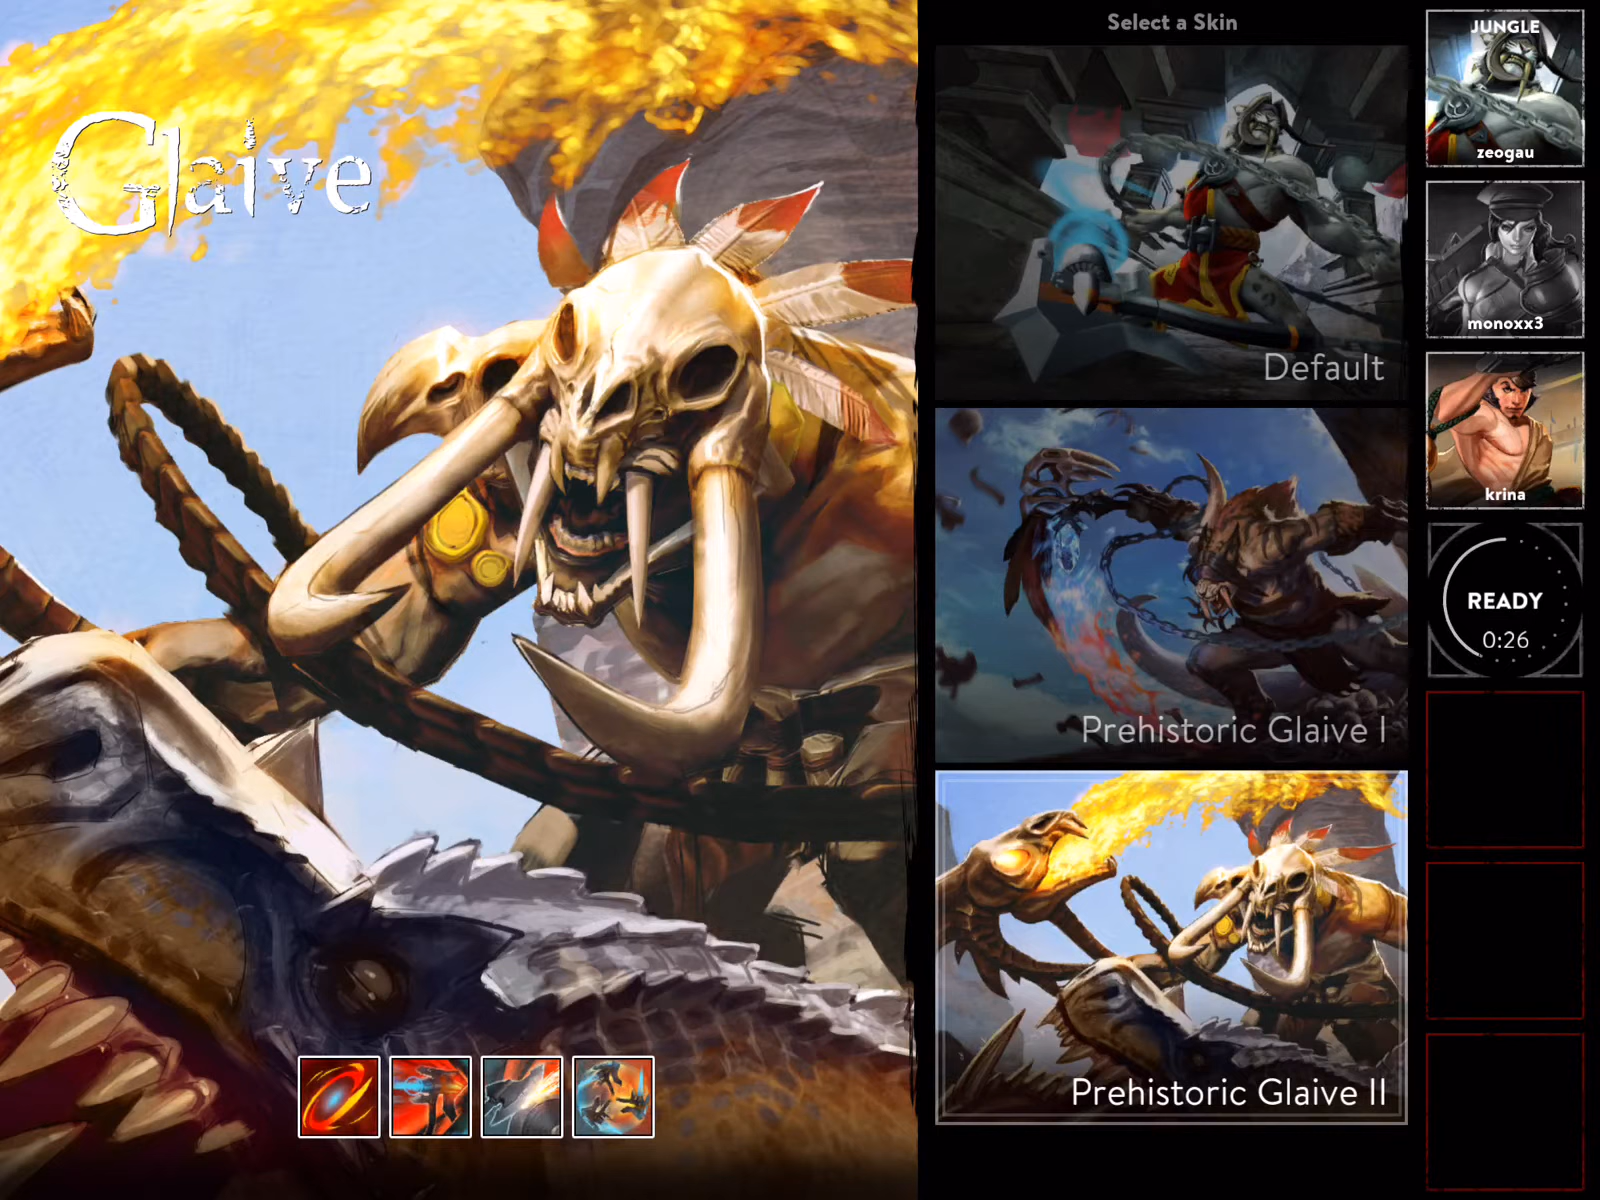 Glaive
Select a Skin
Default
Prehistoric Glaive I
Prehistoric Glaive II
JUNGLE
zeogau
monoxx3
krina
READY
0:26